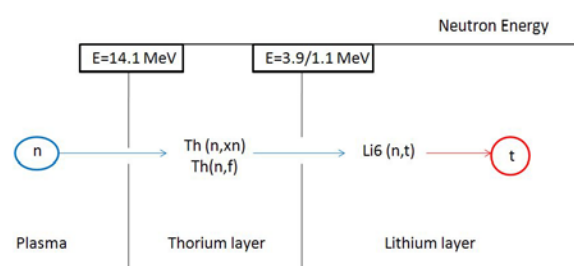 Neutron Energy
E=14.1 MeV
E=3.9/1.1 MeV
n
Th (n,xn)
Th(n,f)
Li6 (n,t)
t
Plasma
Thorium layer
Lithium layer